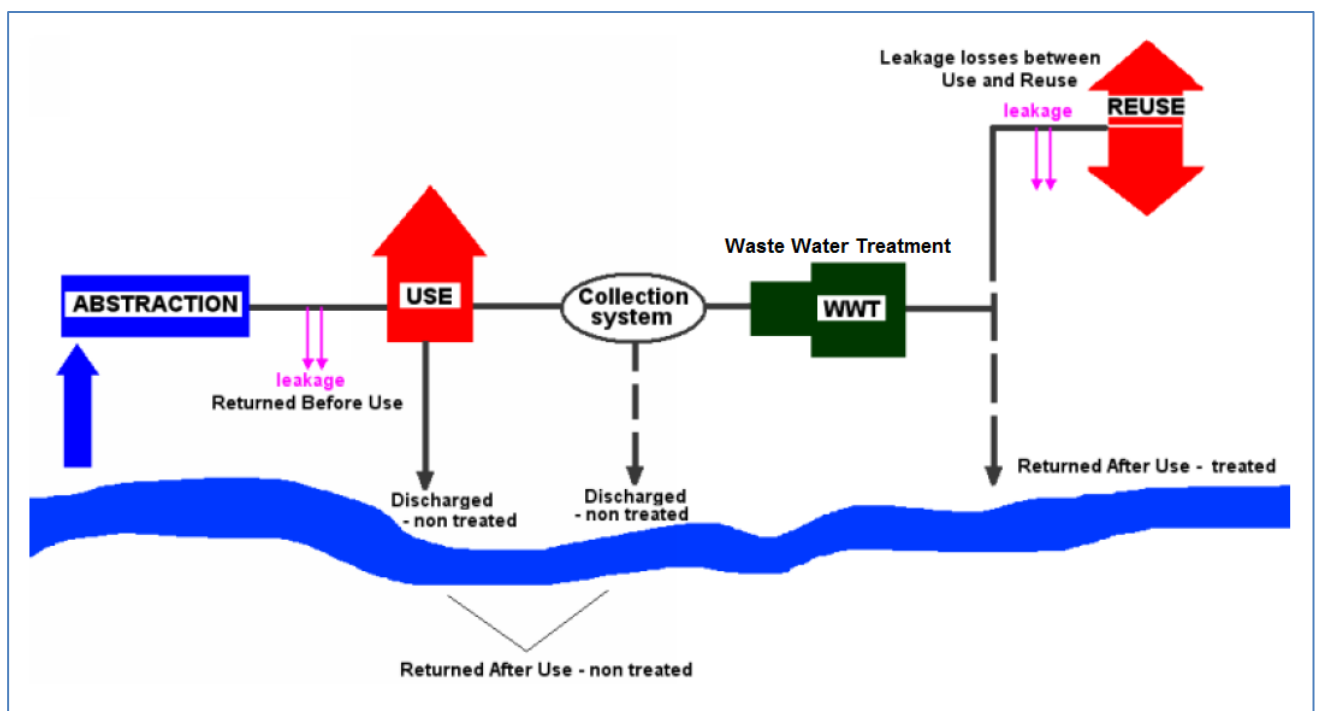 Leakage losses between
Use and Reuse
leakage
REUSE
Waste Water Treatment
ABSTRACTION
USE
Collection
system
WWT
leakage
Returned Before Use
Discharged
- non treated
Discharged
- non treated
Returned After Use - treated
Returned After Use - non treated